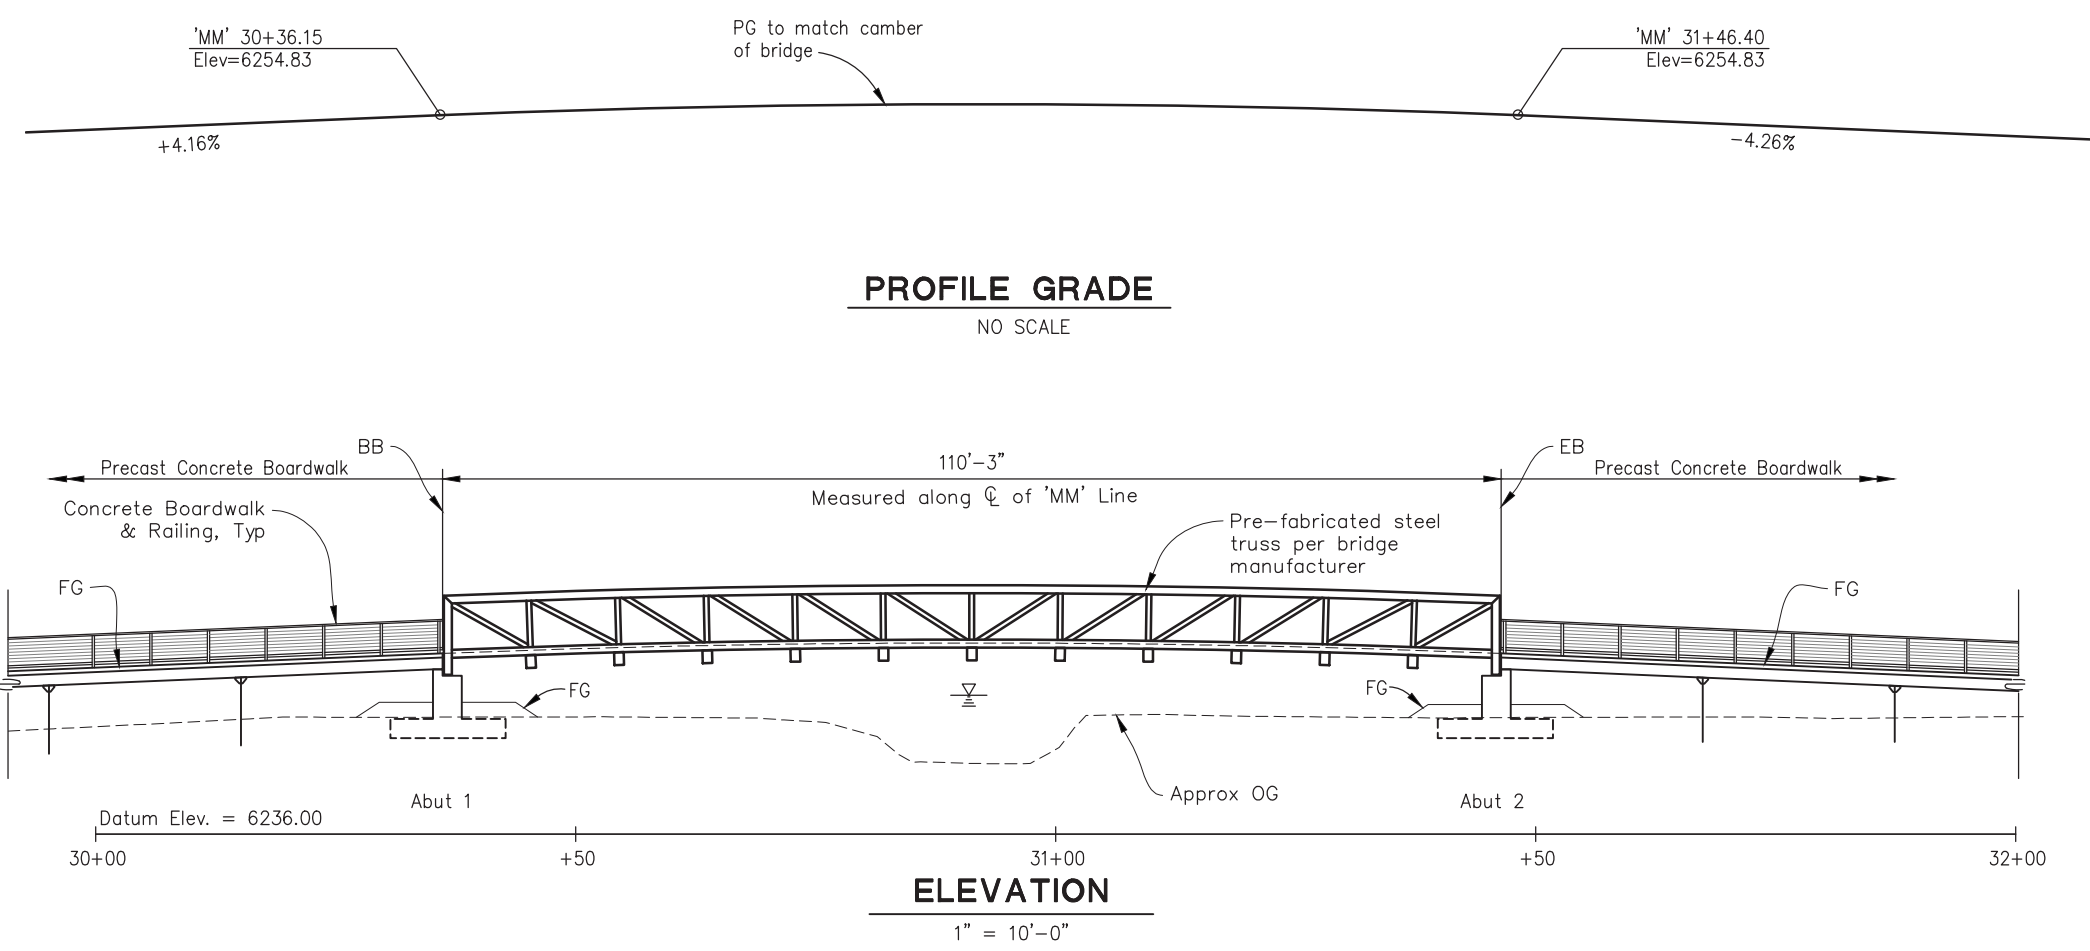 'MM' 30+36.15
Elev=6254.83
PG to match camber
of bridge
'MM' 31+46.40
Elev=6254.83
+4.16%
-4.26%
PROFILE GRADE
NO SCALE
BB
110'-3"
EB
Precast Concrete Boardwalk
Precast Concrete Boardwalk
Measured along ℄ of 'MM' Line
Concrete Boardwalk
& Railing, Typ
Pre-fabricated steel
truss per bridge
manufacturer
FG
FG
FG
FG
Approx OG
Abut 1
Abut 2
Datum Elev. = 6236.00
30+00
+50
31+00
+50
32+00
ELEVATION
1" = 10'-0"